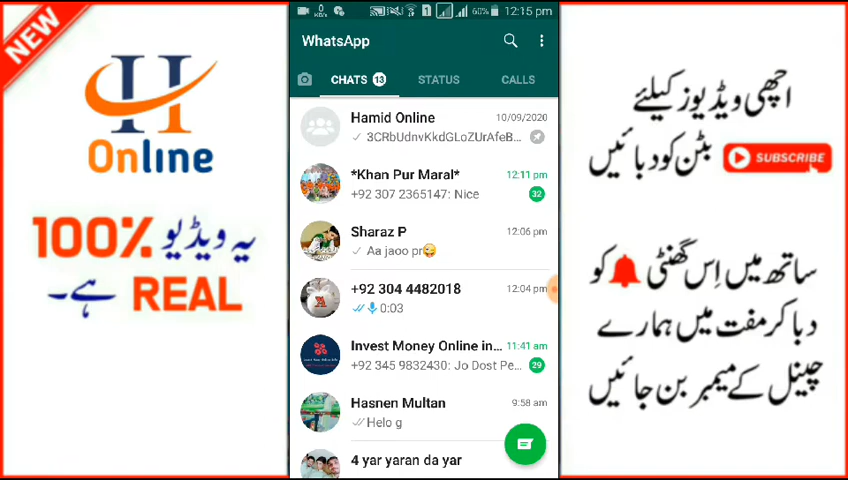 NEW
H
Online
یہ ویڈیو 100%
REAL ہے۔
0
KB/s
1
60%
12:15 pm
WhatsApp
CHATS 13
STATUS
CALLS
Hamid Online
10/09/2020
3CRbUdnvKkdGLoZUrAfeB...
*Khan Pur Maral*
12:11 pm
+92 307 2365147: Nice
32
Sharaz P
12:06 pm
Aa jaoo pr😜
+92 304 4482018
12:04 pm
0:03
Invest Money Online in...
11:41 am
+92 345 9832430: Jo Dost Pe...
29
Hasnen Multan
9:58 am
Helo g
4 yar yaran da yar
اچھی ویڈیوز کیلئے
بٹن کو دبائیں SUBSCRIBE
ساتھ میں اِس گھنٹی 🔔 کو
دبا کر مفت میں ہمارے
چینل کے میمبر بن جائیں